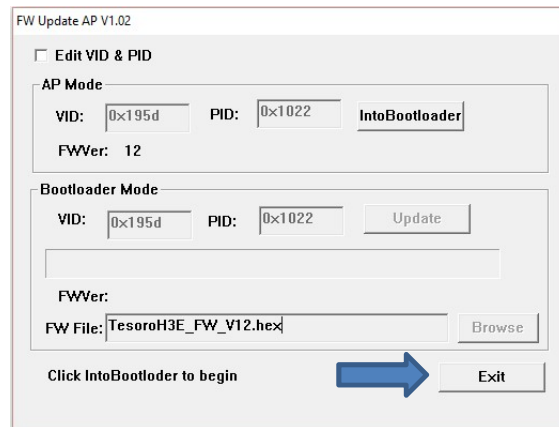 FW Update AP V1.02
Edit VID & PID
AP Mode
VID: 0x195d PID: 0x1022 IntoBootloader
FWVer: 12
Bootloader Mode
VID: 0x195d PID: 0x1022 Update
FWVer:
FW File: TesoroH3E_FW_V12.hex Browse
Click IntoBootloder to begin Exit